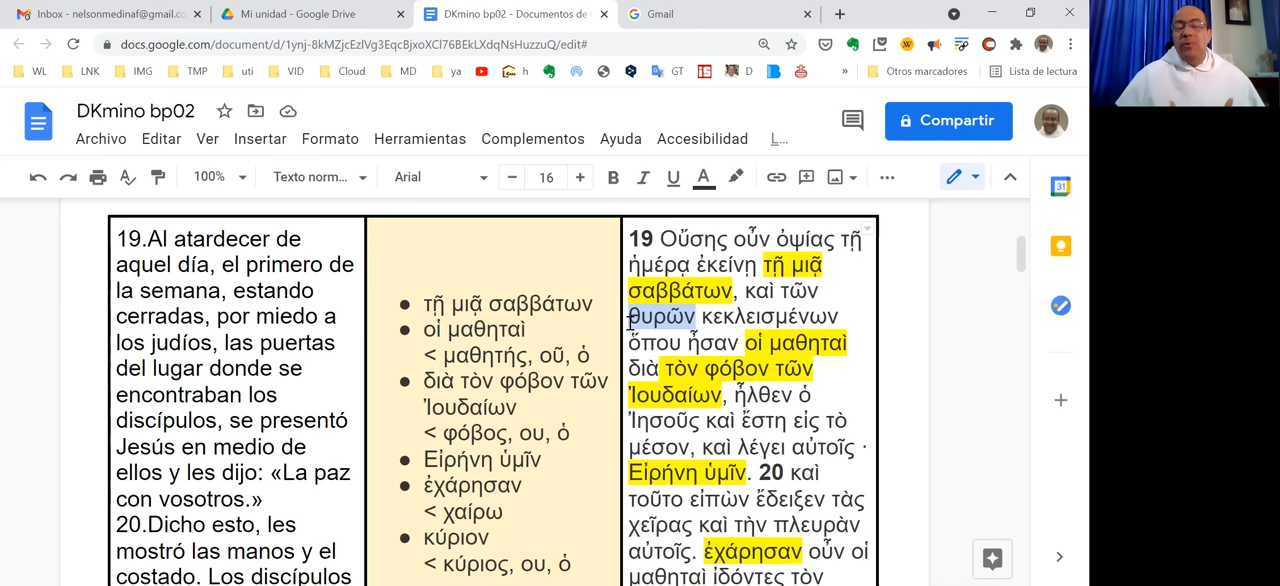 Inbox - nelsonmedinaf@gmail.co
Mi unidad - Google Drive
DKmino bp02 - Documentos de
Gmail
docs.google.com/document/d/1ynj-8kMZjcEzlVg3EqcBjxoXCl76BEkLXdqNsHuzzuQ/edit#
WL LNK IMG TMP uti VID Cloud MD ya h GT D » Otros marcadores Lista de lectura
DKmino bp02
Compartir
Archivo Editar Ver Insertar Formato Herramientas Complementos Ayuda Accesibilidad L...
100% Texto norm... Arial 16 B I U A
31
19.Al atardecer de
aquel día, el primero de
la semana, estando
cerradas, por miedo a
los judíos, las puertas
del lugar donde se
encontraban los
discípulos, se presentó
Jesús en medio de
ellos y les dijo: «La paz
con vosotros.»
20.Dicho esto, les
mostró las manos y el
costado. Los discípulos
● τῇ μιᾷ σαββάτων
● οἱ μαθηταὶ
< μαθητής, οῦ, ὁ
● διὰ τὸν φόβον τῶν
Ἰουδαίων
< φόβος, ου, ὁ
● Εἰρήνη ὑμῖν
● ἐχάρησαν
< χαίρω
● κύριον
< κύριος, ου, ὁ
19 Οὔσης οὖν ὀψίας τῇ
ἡμέρᾳ ἐκείνῃ τῇ μιᾷ
σαββάτων, καὶ τῶν
θυρῶν κεκλεισμένων
ὅπου ἦσαν οἱ μαθηταὶ
διὰ τὸν φόβον τῶν
Ἰουδαίων, ἦλθεν ὁ
Ἰησοῦς καὶ ἔστη εἰς τὸ
μέσον, καὶ λέγει αὐτοῖς ·
Εἰρήνη ὑμῖν. 20 καὶ
τοῦτο εἰπὼν ἔδειξεν τὰς
χεῖρας καὶ τὴν πλευρὰν
αὐτοῖς. ἐχάρησαν οὖν οἱ
μαθηταὶ ἰδόντες τὸν